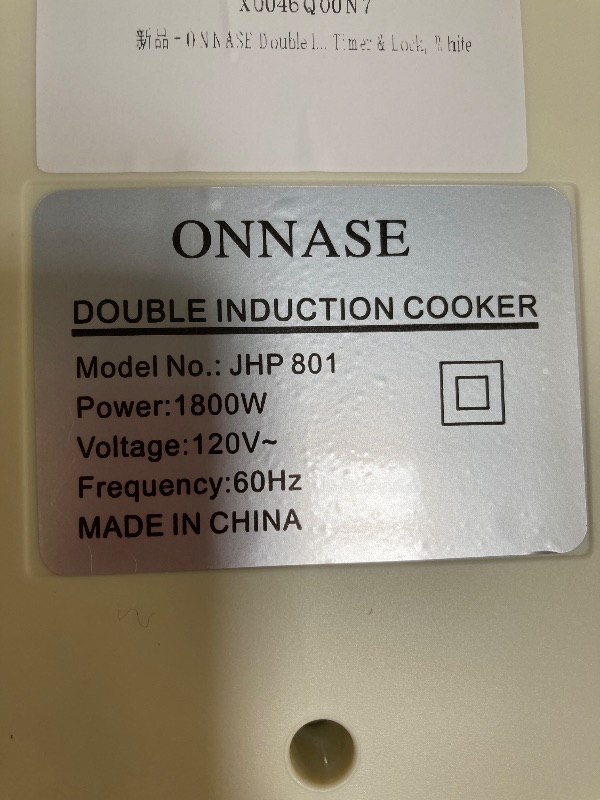 X0046Q00N7
新品 - ONNASE Double I... Timer & Lock, White
ONNASE
DOUBLE INDUCTION COOKER
Model No.: JHP 801
Power:1800W
Voltage:120V~
Frequency:60Hz
MADE IN CHINA